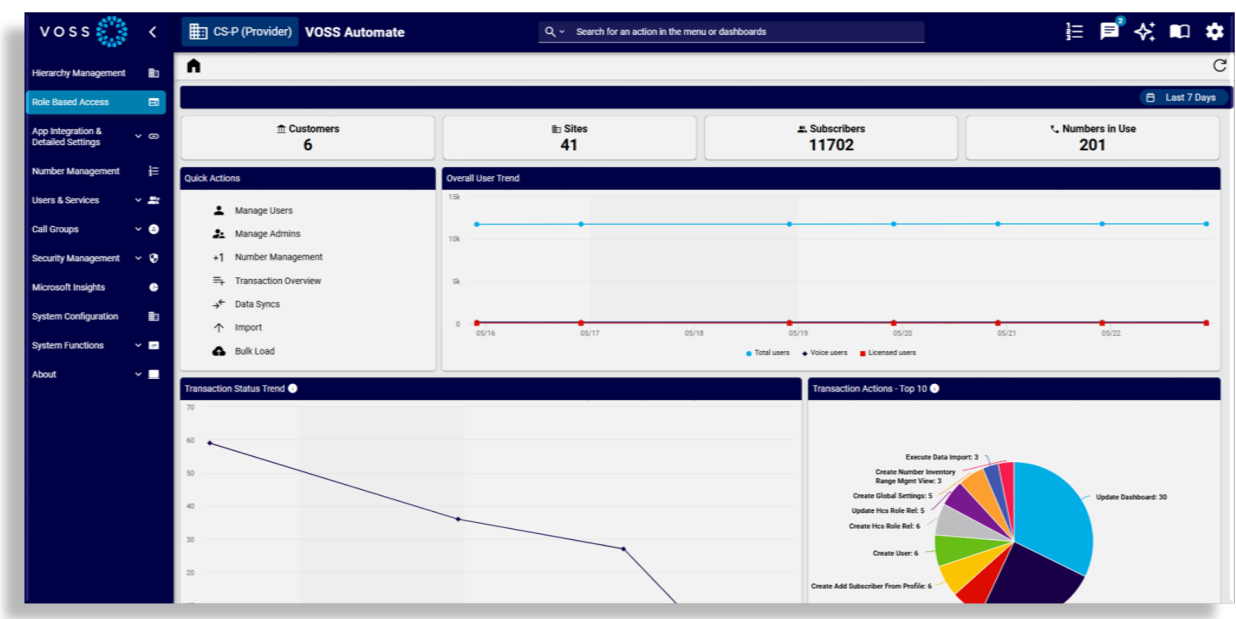 VOSS
CS-P (Provider)
VOSS Automate
Search for an action in the menu or dashboards
2
Hierarchy Management
Role Based Access
App Integration &
Detailed Settings
Number Management
Users & Services
Call Groups
Security Management
Microsoft Insights
System Configuration
System Functions
About
Last 7 Days
Customers
6
Sites
41
Subscribers
11702
Numbers in Use
201
Quick Actions
Manage Users
Manage Admins
+1 Number Management
Transaction Overview
Data Syncs
Import
Bulk Load
Overall User Trend
15k
10k
5k
0
05/16 05/17 05/18 05/19 05/20 05/21 05/22
Total users Voice users Licensed users
Transaction Status Trend
70
60
50
40
30
20
Transaction Actions - Top 10
Execute Data Import: 3
Create Number Inventory
Range Mgmt View: 3
Create Global Settings: 5
Update Hcs Role Rel: 5
Create Hcs Role Rel: 6
Create User: 6
Create Add Subscriber From Profile: 6
Update Dashboard: 30